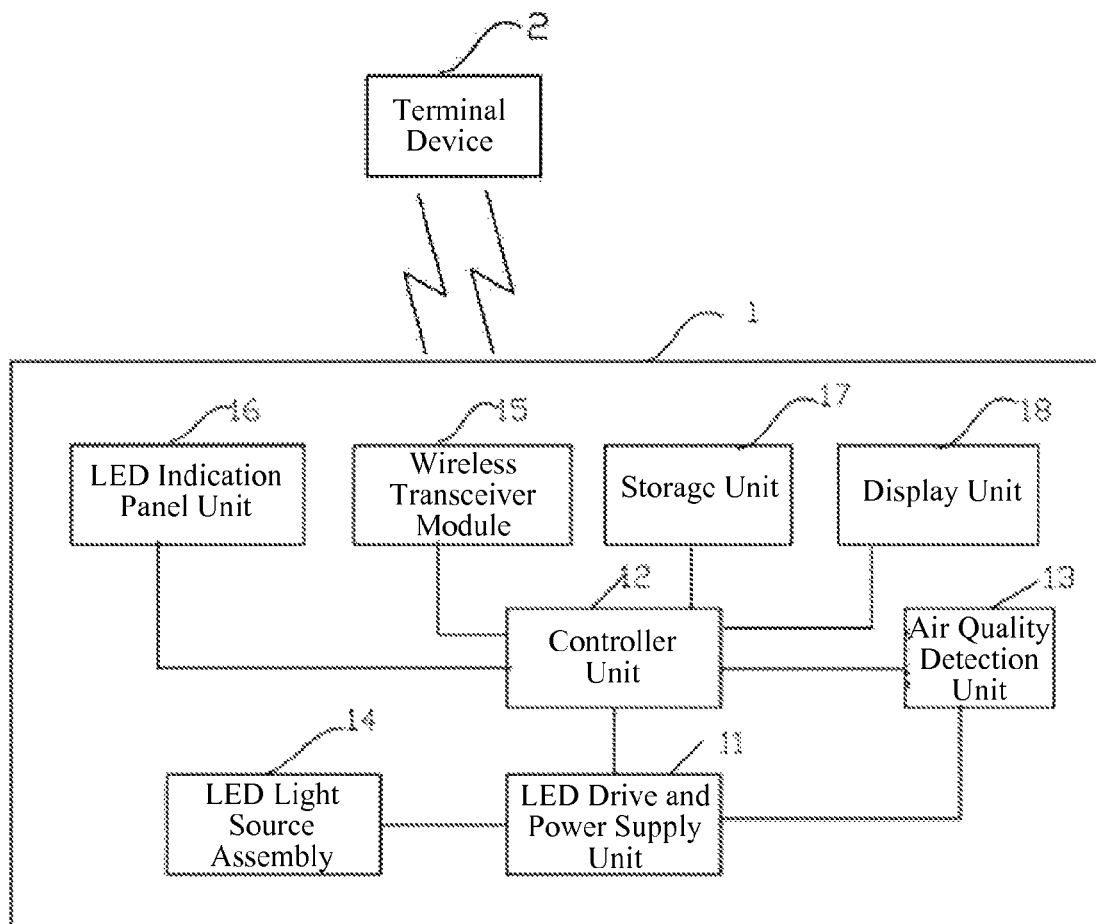 2
Terminal
Device
1
16
15
17
18
LED Indication
Panel Unit
Wireless
Transceiver
Module
Storage Unit
Display Unit
12
13
Controller
Unit
Air Quality
Detection
Unit
14
11
LED Light
Source
Assembly
LED Drive and
Power Supply
Unit